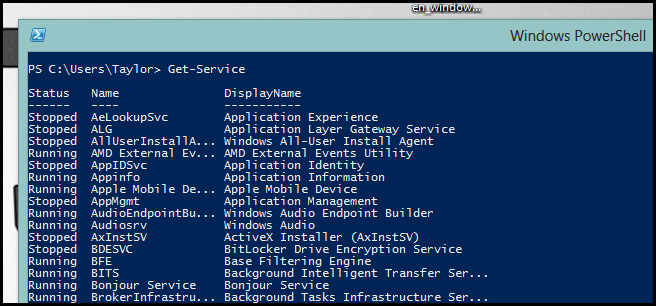 en_window...
Windows PowerShell
PS C:\Users\Taylor> Get-Service
Status Name DisplayName
------ ---- -----------
Stopped AeLookupSvc Application Experience
Stopped ALG Application Layer Gateway Service
Stopped AllUserInstallA... Windows All-User Install Agent
Running AMD External Ev... AMD External Events Utility
Stopped AppIDSvc Application Identity
Running Appinfo Application Information
Running Apple Mobile De... Apple Mobile Device
Stopped AppMgmt Application Management
Running AudioEndpointBu... Windows Audio Endpoint Builder
Running Audiosrv Windows Audio
Stopped AxInstSV ActiveX Installer (AxInstSV)
Stopped BDESVC BitLocker Drive Encryption Service
Running BFE Base Filtering Engine
Running BITS Background Intelligent Transfer Ser...
Running Bonjour Service Bonjour Service
Running BrokerInfrastru... Background Tasks Infrastructure Ser...